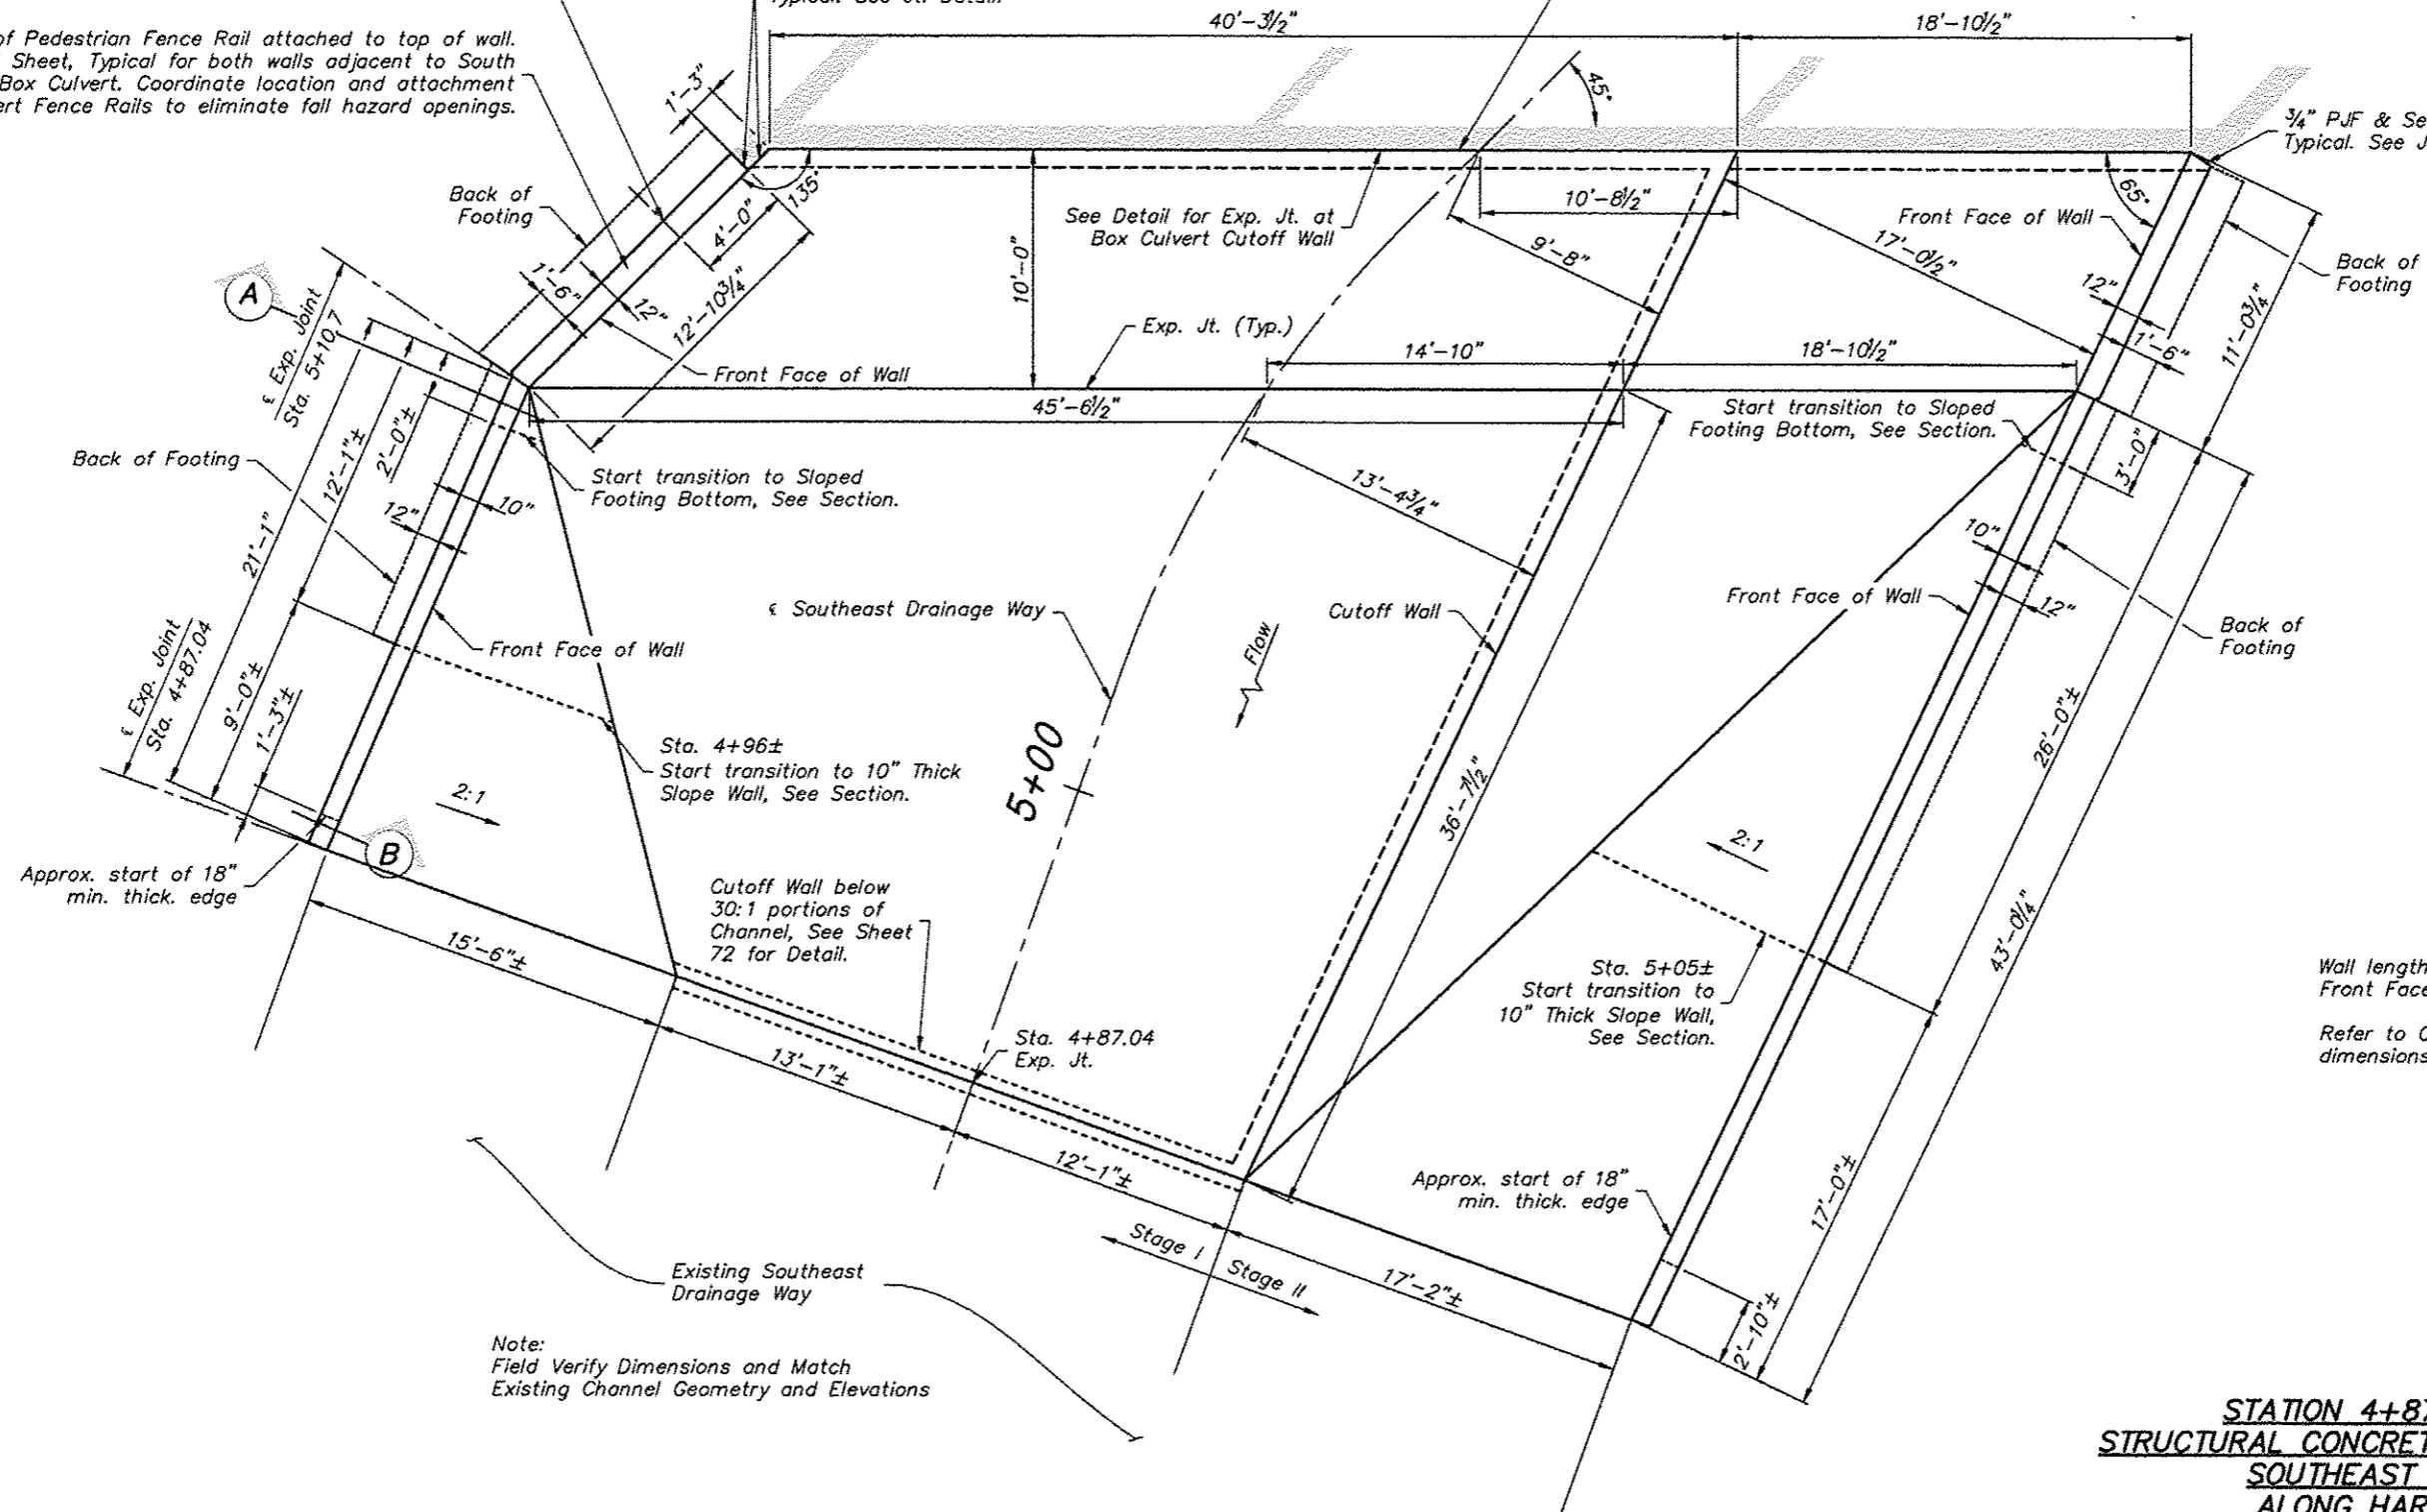 of Pedestrian Fence Rail attached to top of wall.
Sheet, Typical for both walls adjacent to South
Box Culvert. Coordinate location and attachment
Fence Rails to eliminate fall hazard openings.
40'-3½"
18'-10½"
1'-3"
45°
¾" PJF &
Typical. See
135°
Back of
Footing
4'-0"
10'-0"
See Detail for Exp. Jt. at
Box Culvert Cutoff Wall
10'-8½"
9'-8"
17'-0½"
Front Face of Wall
65°
12"
1'-6"
11'-0¾"
Back of
Footing
A
℄ Exp. Joint
Sta. 5+10.7
1'-6"
12"
12'-10¾"
Front Face of Wall
Exp. Jt. (Typ.)
14'-10"
18'-10½"
45'-6½"
Start transition to Sloped
Footing Bottom, See Section.
3'-0"
Back of Footing
21'-1"
12'-1"±
2'-0"±
12"
10"
Start transition to Sloped
Footing Bottom, See Section.
13'-4¾"
10"
12"
Front Face of Wall
Back of
Footing
℄ Southeast Drainage Way
Cutoff Wall
Flow
Front Face of Wall
℄ Exp. Joint
Sta. 4+87.04
9'-0"±
1'-3"±
Sta. 4+96±
Start transition to 10" Thick
Slope Wall, See Section.
5+00
36'-7½"
26'-0"±
43'-0¼"
2:1
2:1
B
Approx. start of 18"
min. thick. edge
Cutoff Wall below
30:1 portions of
Channel, See Sheet
72 for Detail.
15'-6"±
13'-1"±
Sta. 4+87.04
Exp. Jt.
Sta. 5+05±
Start transition to
10" Thick Slope Wall,
See Section.
Wall length
Front Face
Refer to
dimensions
12'-1"±
Approx. start of 18"
min. thick. edge
17'-0"±
Stage I
Stage II
17'-2"±
2'-10"±
Existing Southeast
Drainage Way
Note:
Field Verify Dimensions and Match
Existing Channel Geometry and Elevations
STATION 4+87
STRUCTURAL
SOUTHEAST
ALONG